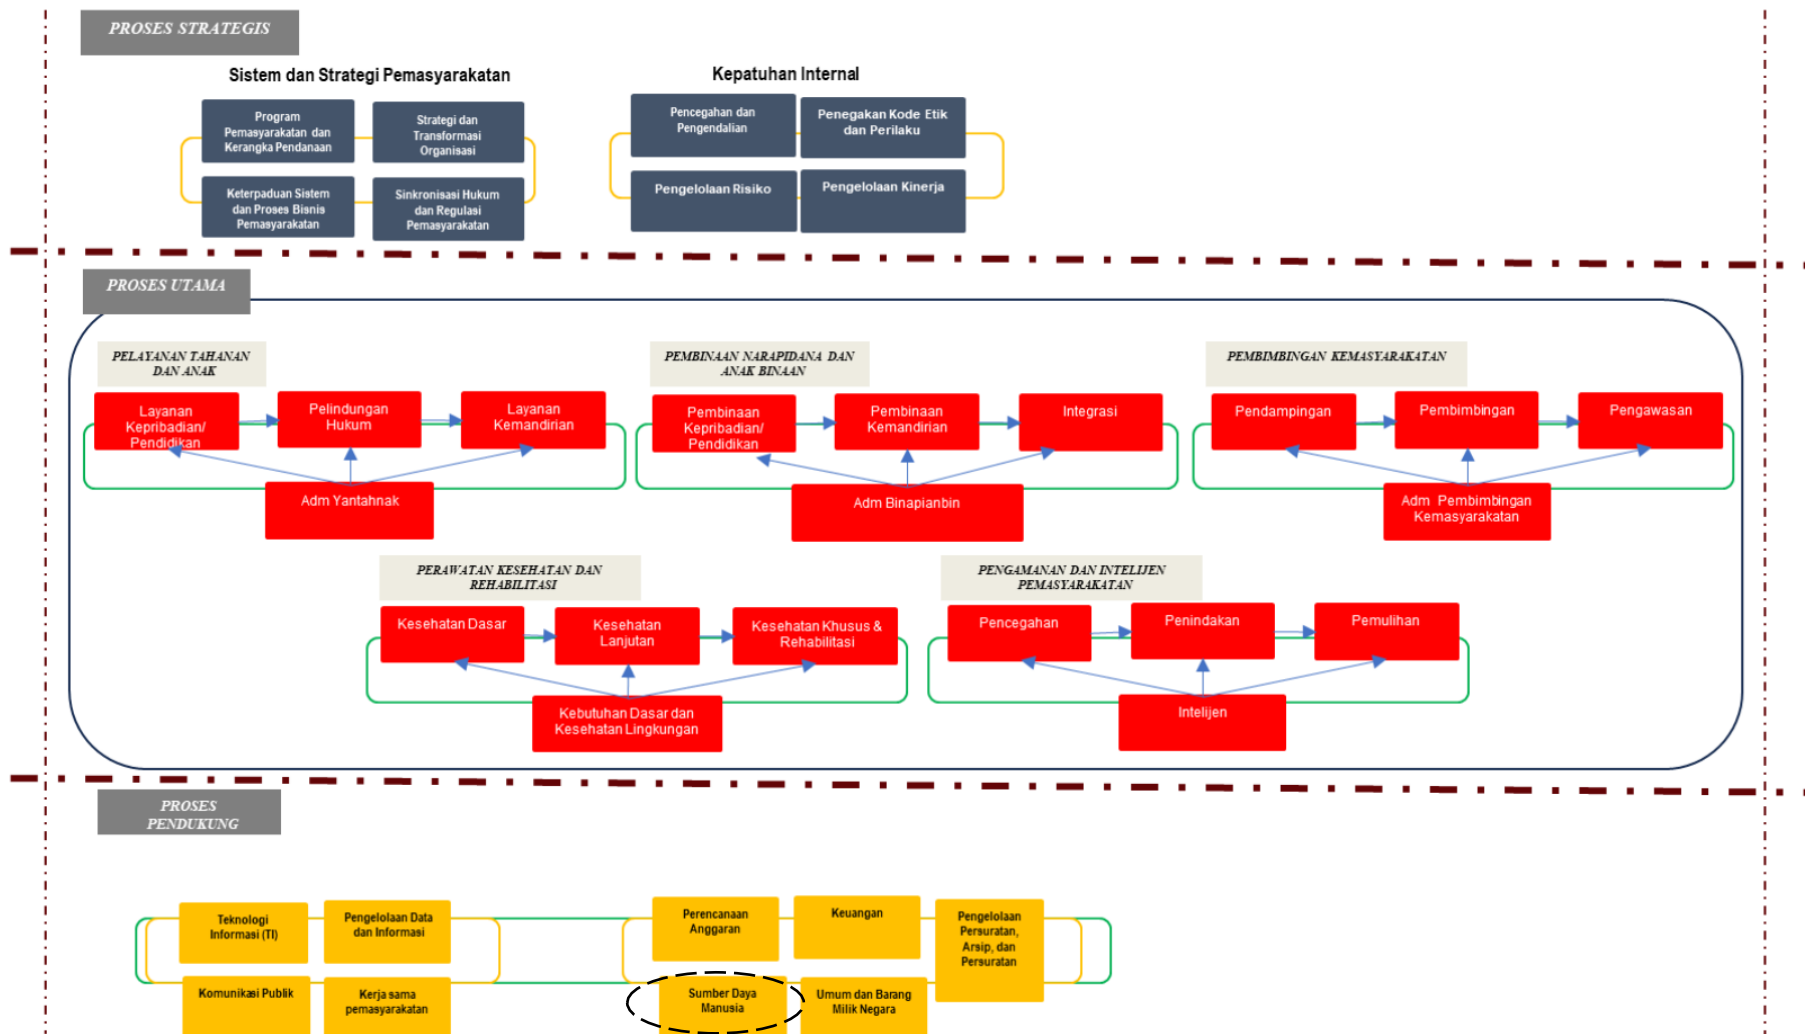 PROSES STRATEGIS
Sistem dan Strategi Pemasyarakatan
Program
Pemasyarakatan dan
Kerangka Pendanaan
Strategi dan
Transformasi
Organisasi
Keterpaduan Sistem
dan Proses Bisnis
Pemasyarakatan
Sinkronisasi Hukum
dan Regulasi
Pemasyarakatan
Kepatuhan Internal
Pencegahan dan
Pengendalian
Penegakan Kode Etik
dan Perilaku
Pengelolaan Risiko
Pengelolaan Kinerja
PROSES UTAMA
PELAYANAN TAHANAN
DAN ANAK
Layanan
Kepribadian/
Pendidikan
Pelindungan
Hukum
Layanan
Kemandirian
Adm Yantahnak
PEMBINAAN NARAPIDANA DAN
ANAK BINAAN
Pembinaan
Kepribadian/
Pendidikan
Pembinaan
Kemandirian
Integrasi
Adm Binapianbin
PEMBIMBINGAN KEMASYARAKATAN
Pendampingan
Pembimbingan
Pengawasan
Adm Pembimbingan
Kemasyarakatan
PERAWATAN KESEHATAN DAN
REHABILITASI
Kesehatan Dasar
Kesehatan
Lanjutan
Kesehatan Khusus &
Rehabilitasi
Kebutuhan Dasar dan
Kesehatan Lingkungan
PENGAMANAN DAN INTELIJEN
PEMASYARAKATAN
Pencegahan
Penindakan
Pemulihan
Intelijen
PROSES
PENDUKUNG
Teknologi
Informasi (TI)
Pengelolaan Data
dan Informasi
Komunikasi Publik
Kerja sama
pemasyarakatan
Perencanaan
Anggaran
Keuangan
Pengelolaan
Persuratan,
Arsip, dan
Persuratan
Sumber Daya
Manusia
Umum dan Barang
Milik Negara